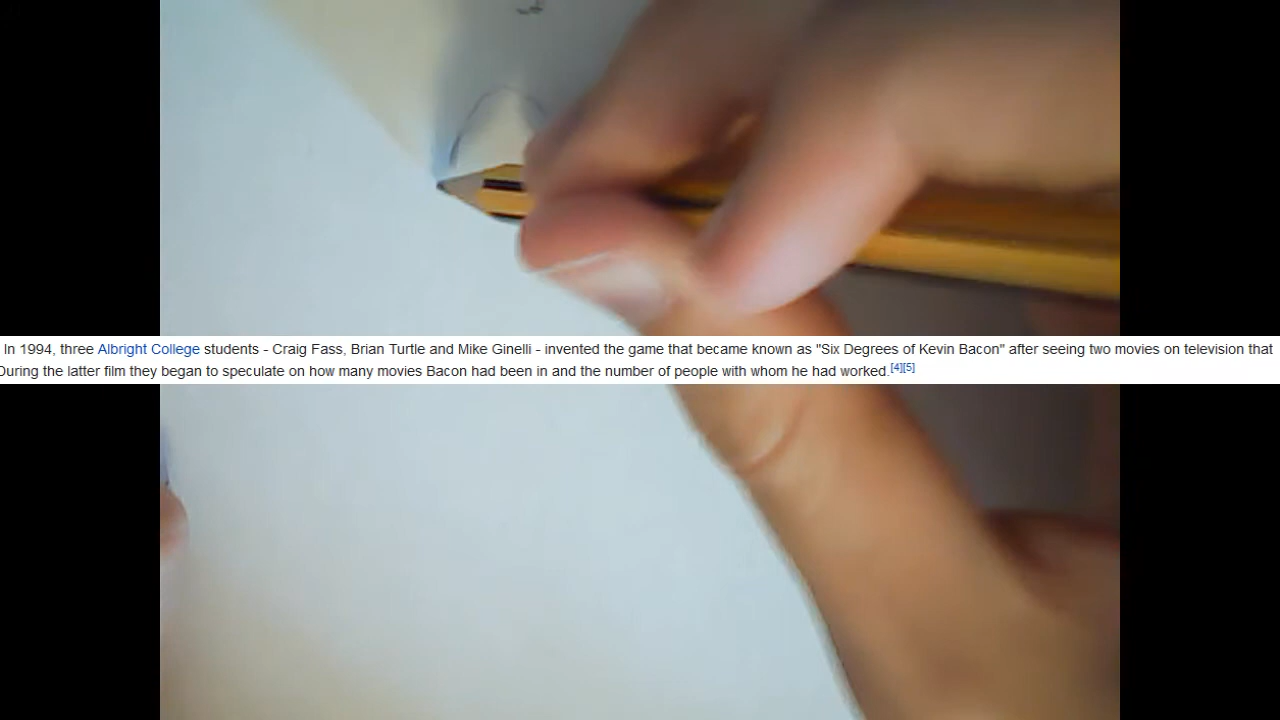 In 1994, three Albright College students - Craig Fass, Brian Turtle and Mike Ginelli - invented the game that became known as "Six Degrees of Kevin Bacon" after seeing two movies on television that
During the latter film they began to speculate on how many movies Bacon had been in and the number of people with whom he had worked.[4][5]